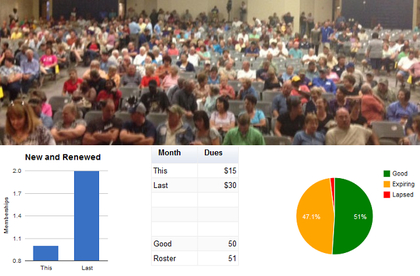 New and Renewed
Memberships
2.0
1.7
1.4
1.1
0.8
This Last
Month Dues
This $15
Last $30
Good 50
Roster 51
Good
Expiring
Lapsed
47.1%
51%